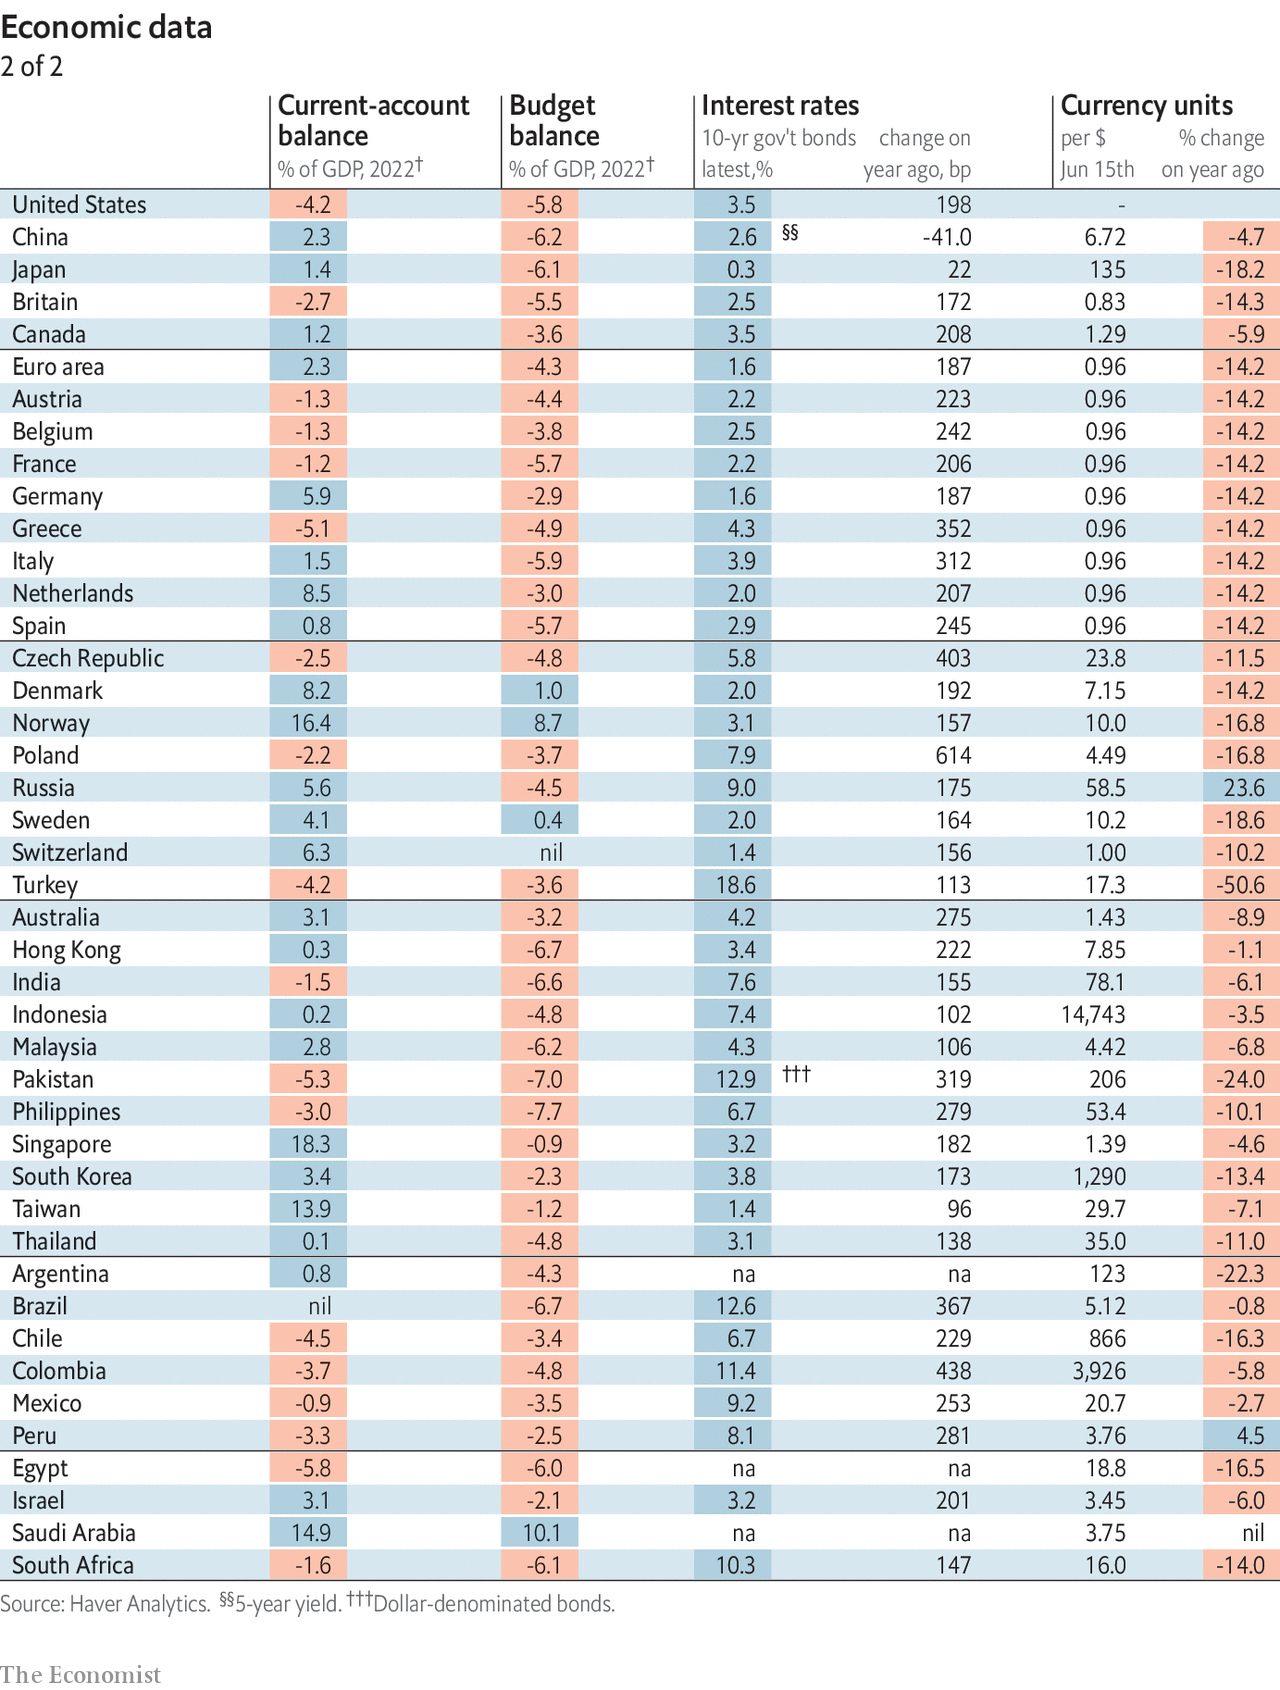 Economic data
2 of 2
Current-account balance % of GDP, 2022† Budget balance % of GDP, 2022† Interest rates 10-yr gov't bonds latest,% change on year ago, bp Currency units per $ Jun 15th % change on year ago
United States -4.2 -5.8 3.5 198 -
China 2.3 -6.2 2.6 §§ -41.0 6.72 -4.7
Japan 1.4 -6.1 0.3 22 135 -18.2
Britain -2.7 -5.5 2.5 172 0.83 -14.3
Canada 1.2 -3.6 3.5 208 1.29 -5.9
Euro area 2.3 -4.3 1.6 187 0.96 -14.2
Austria -1.3 -4.4 2.2 223 0.96 -14.2
Belgium -1.3 -3.8 2.5 242 0.96 -14.2
France -1.2 -5.7 2.2 206 0.96 -14.2
Germany 5.9 -2.9 1.6 187 0.96 -14.2
Greece -5.1 -4.9 4.3 352 0.96 -14.2
Italy 1.5 -5.9 3.9 312 0.96 -14.2
Netherlands 8.5 -3.0 2.0 207 0.96 -14.2
Spain 0.8 -5.7 2.9 245 0.96 -14.2
Czech Republic -2.5 -4.8 5.8 403 23.8 -11.5
Denmark 8.2 1.0 2.0 192 7.15 -14.2
Norway 16.4 8.7 3.1 157 10.0 -16.8
Poland -2.2 -3.7 7.9 614 4.49 -16.8
Russia 5.6 -4.5 9.0 175 58.5 23.6
Sweden 4.1 0.4 2.0 164 10.2 -18.6
Switzerland 6.3 nil 1.4 156 1.00 -10.2
Turkey -4.2 -3.6 18.6 113 17.3 -50.6
Australia 3.1 -3.2 4.2 275 1.43 -8.9
Hong Kong 0.3 -6.7 3.4 222 7.85 -1.1
India -1.5 -6.6 7.6 155 78.1 -6.1
Indonesia 0.2 -4.8 7.4 102 14,743 -3.5
Malaysia 2.8 -6.2 4.3 106 4.42 -6.8
Pakistan -5.3 -7.0 12.9 ††† 319 206 -24.0
Philippines -3.0 -7.7 6.7 279 53.4 -10.1
Singapore 18.3 -0.9 3.2 182 1.39 -4.6
South Korea 3.4 -2.3 3.8 173 1,290 -13.4
Taiwan 13.9 -1.2 1.4 96 29.7 -7.1
Thailand 0.1 -4.8 3.1 138 35.0 -11.0
Argentina 0.8 -4.3 na na 123 -22.3
Brazil nil -6.7 12.6 367 5.12 -0.8
Chile -4.5 -3.4 6.7 229 866 -16.3
Colombia -3.7 -4.8 11.4 438 3,926 -5.8
Mexico -0.9 -3.5 9.2 253 20.7 -2.7
Peru -3.3 -2.5 8.1 281 3.76 4.5
Egypt -5.8 -6.0 na na 18.8 -16.5
Israel 3.1 -2.1 3.2 201 3.45 -6.0
Saudi Arabia 14.9 10.1 na na 3.75 nil
South Africa -1.6 -6.1 10.3 147 16.0 -14.0
Source: Haver Analytics. §§5-year yield. †††Dollar-denominated bonds.
The Economist